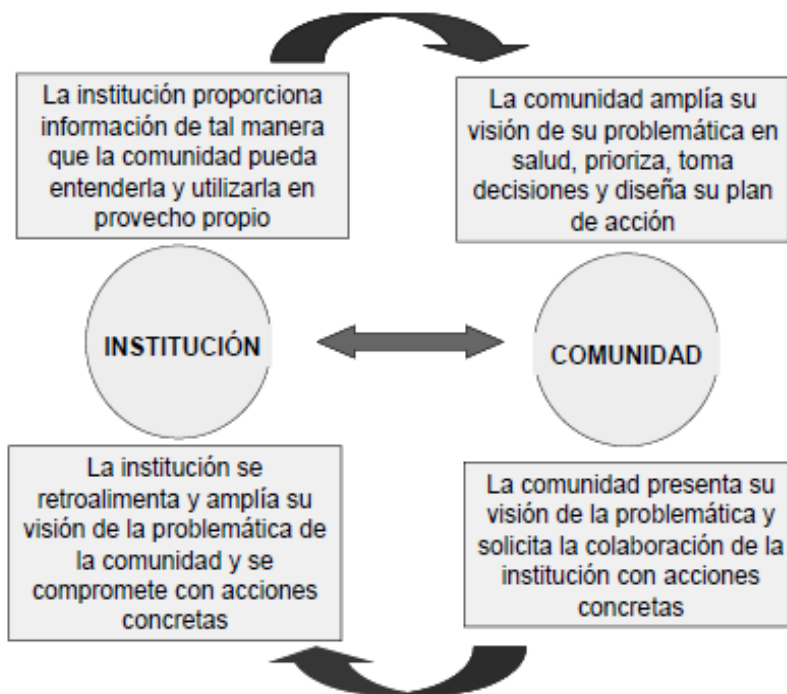 La institución proporciona
información de tal manera
que la comunidad pueda
entenderla y utilizarla en
provecho propio
La comunidad amplía su
visión de su problemática en
salud, prioriza, toma
decisiones y diseña su plan
de acción
INSTITUCIÓN
COMUNIDAD
La institución se
retroalimenta y amplía su
visión de la problemática de
la comunidad y se
compromete con acciones
concretas
La comunidad presenta su
visión de la problemática y
solicita la colaboración de la
institución con acciones
concretas